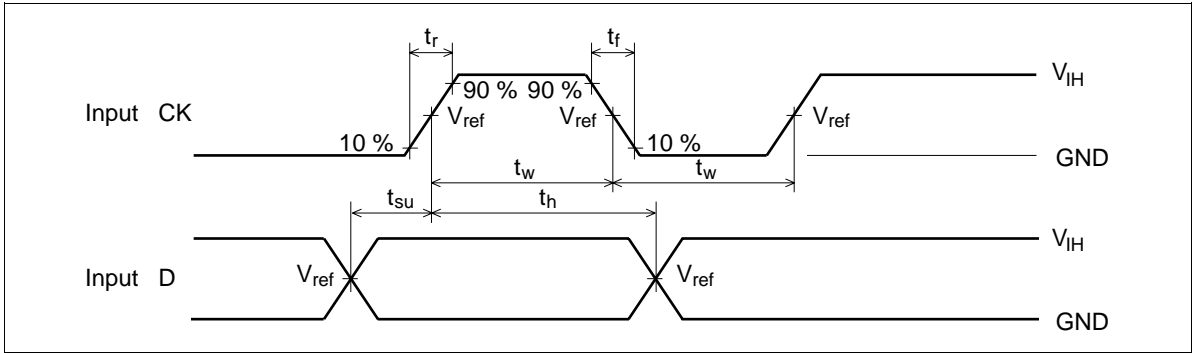 tr tf
VIH
90 % 90 %
Input CK Vref Vref Vref
10 % 10 %
GND
tw tw
tsu th
VIH
Input D Vref Vref
GND